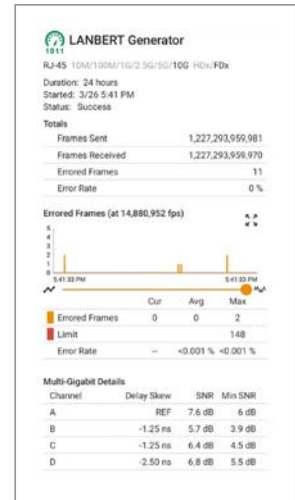 LANBERT Generator
1011
RJ-45 10M/100M/1G/2.5G/5G/10G HDx/FDx
Duration: 24 hours
Started: 3/26 5:41 PM
Status: Success
Totals
Frames Sent 1,227,293,959,981
Frames Received 1,227,293,959,970
Errored Frames 11
Error Rate 0 %
Errored Frames (at 14,880,952 fps)
5
4
3
2
1
0
5:41:33 PM 5:41:33 PM
Cur Avg Max
Errored Frames 0 0 2
Limit 148
Error Rate -- <0.001 % <0.001 %
Multi-Gigabit Details
Channel Delay Skew SNR Min SNR
A REF 7.6 dB 6 dB
B -1.25 ns 5.7 dB 3.9 dB
C -1.25 ns 6.4 dB 4.5 dB
D -2.50 ns 6.8 dB 5.5 dB